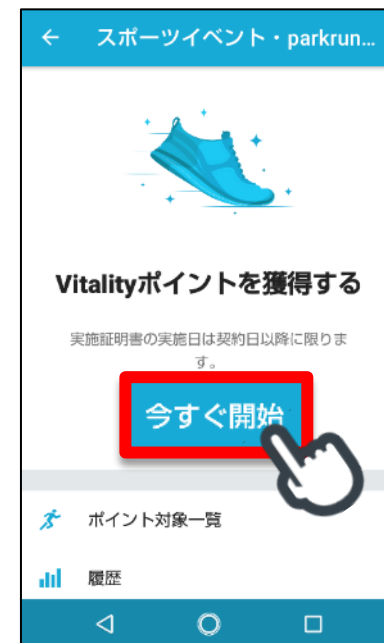 ← スポーツイベント・parkrun...
Vitalityポイントを獲得する
実施証明書の実施日は契約日以降に限りま
す。
今すぐ開始
ポイント対象一覧
履歴